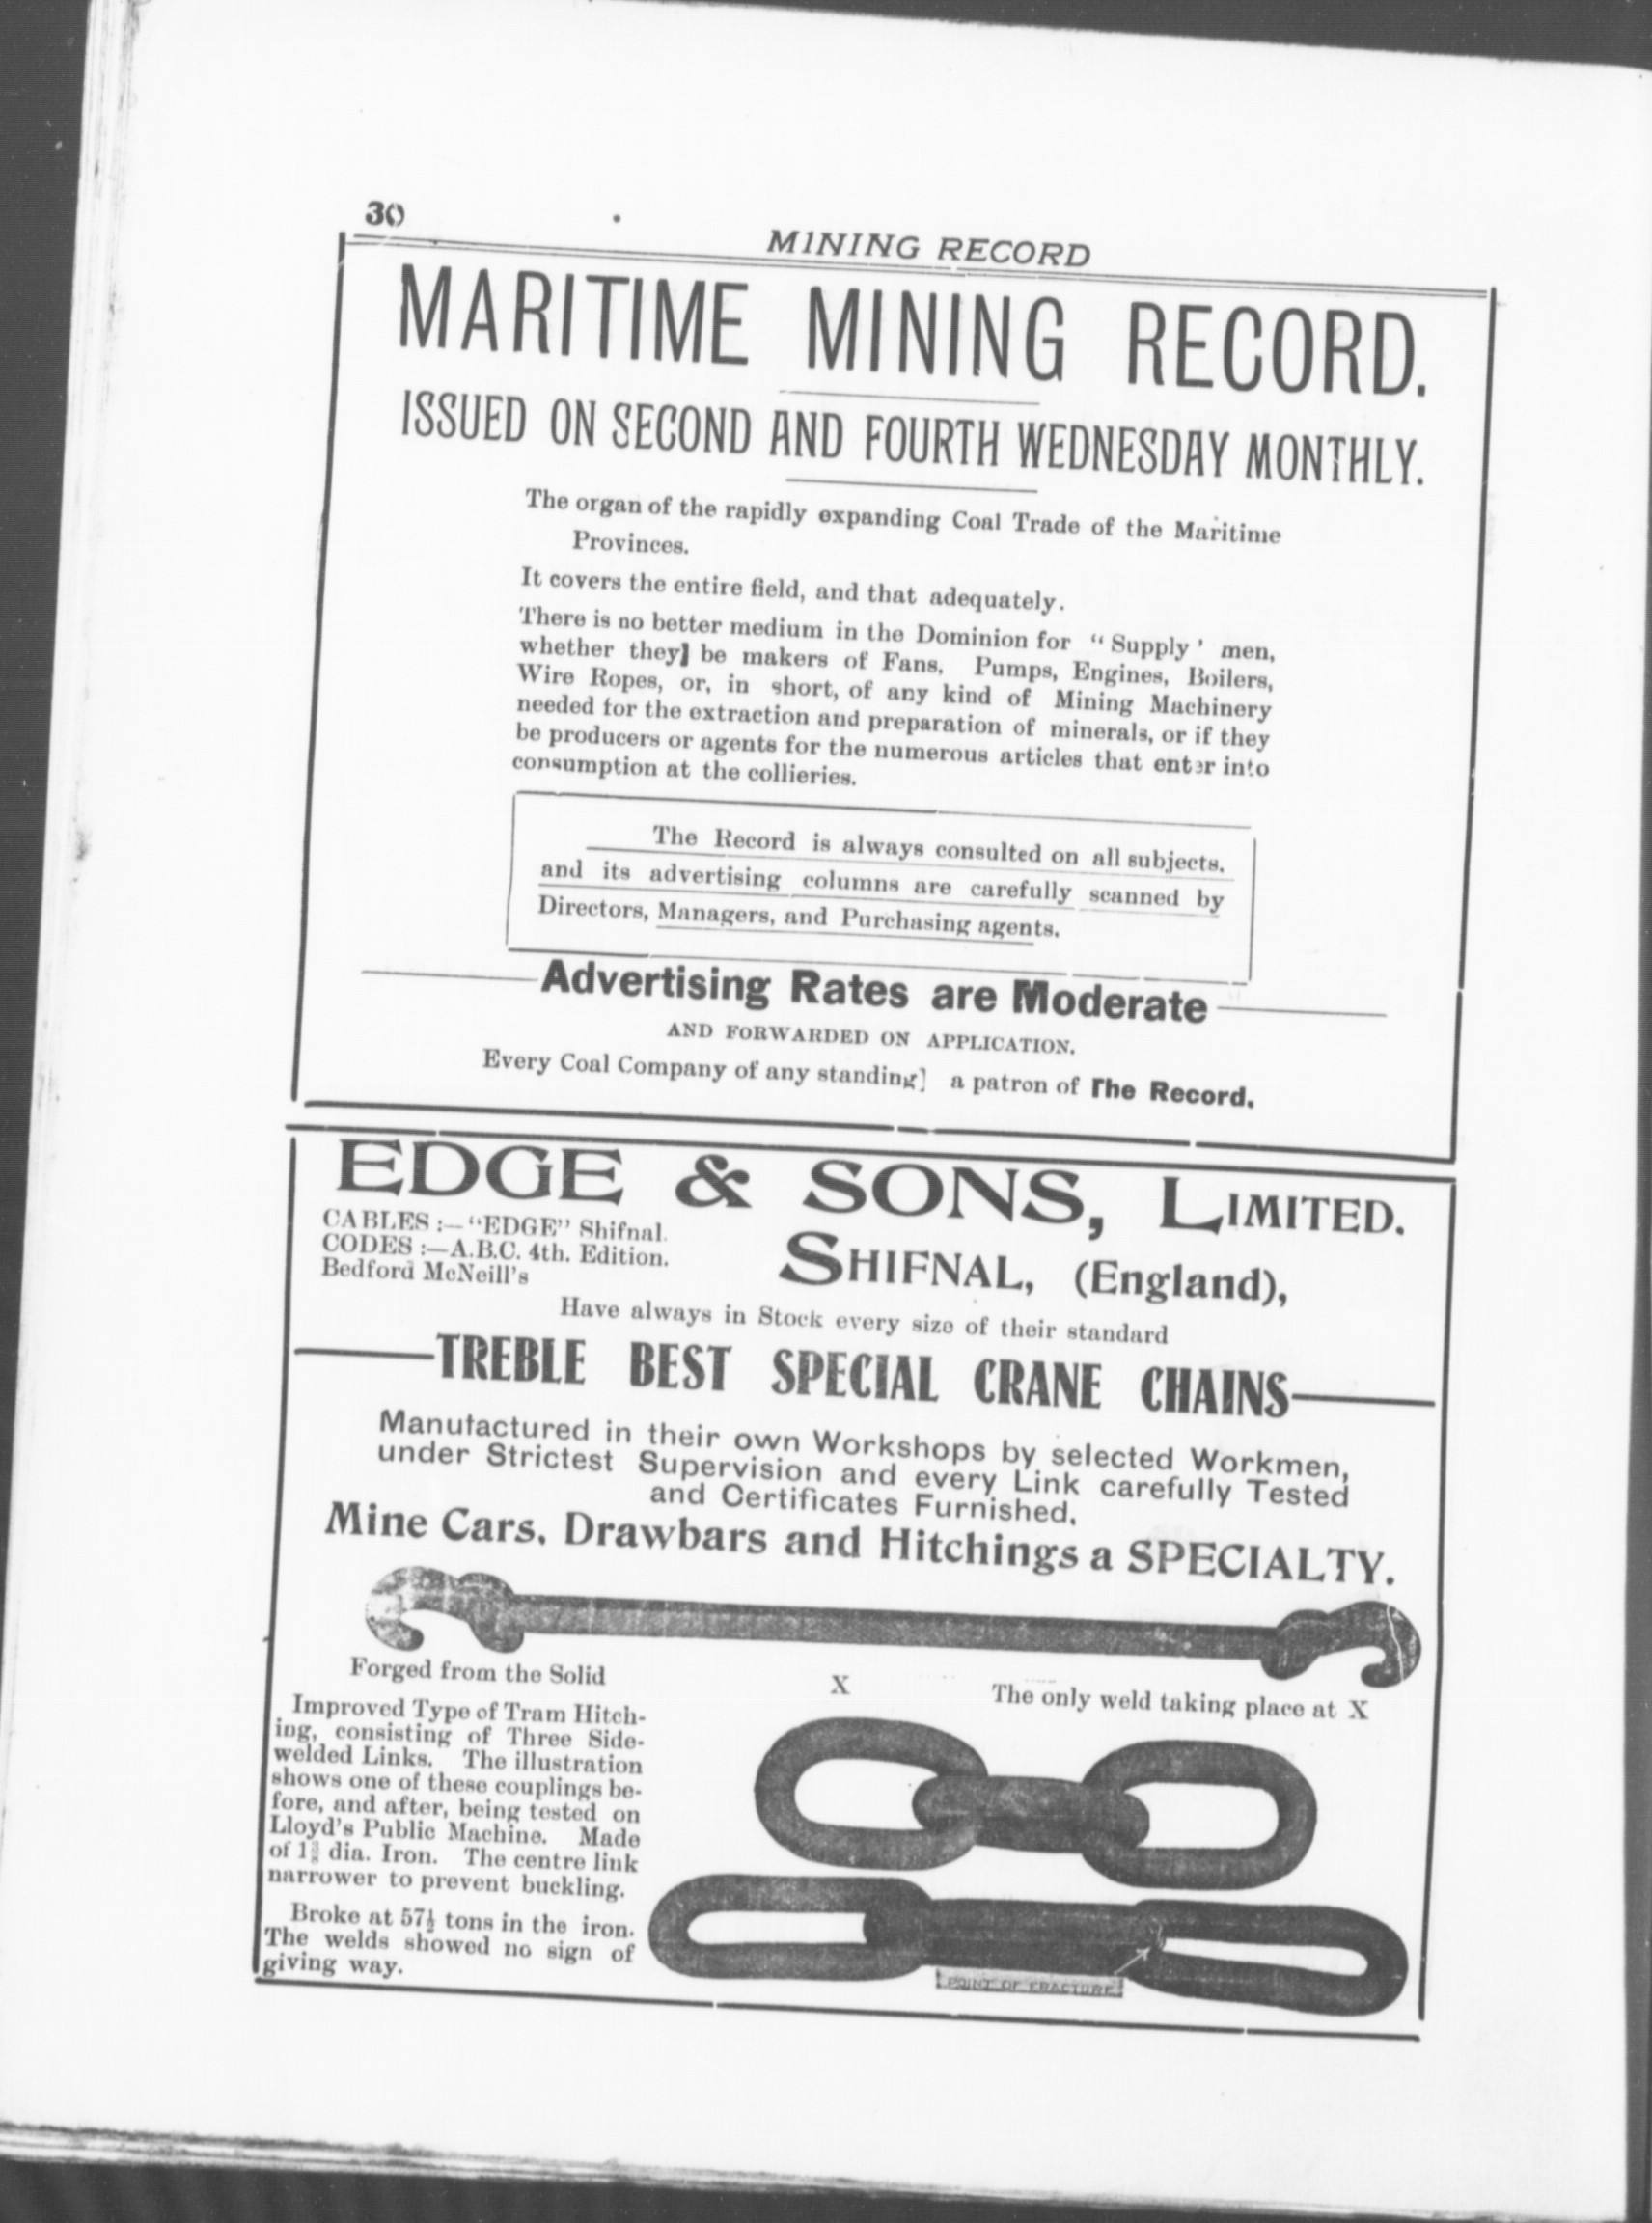 30
MINING RECORD
MARITIME MINING RECORD.
ISSUED ON SECOND AND FOURTH WEDNESDAY MONTHLY.
The organ of the rapidly expanding Coal Trade of the Maritime
Provinces.
It covers the entire field, and that adequately.
There is no better medium in the Dominion for "Supply' men,
whether they] be makers of Fans, Pumps, Engines, Boilers,
Wire Ropes, or, in short, of any kind of Mining Machinery
needed for the extraction and preparation of minerals, or if they
be producers or agents for the numerous articles that enter into
consumption at the collieries.
The Record is always consulted on all subjects,
and its advertising columns are carefully scanned by
Directors, Managers, and Purchasing agents.
Advertising Rates are Moderate
AND FORWARDED ON APPLICATION.
Every Coal Company of any standing] a patron of The Record.
EDGE & SONS, LIMITED.
CABLES :—"EDGE" Shifnal.
CODES :—A.B.C. 4th. Edition.
Bedford McNeill's
SHIFNAL, (England),
Have always in Stock every size of their standard
TREBLE BEST SPECIAL CRANE CHAINS
Manufactured in their own Workshops by selected Workmen,
under Strictest Supervision and every Link carefully Tested
and Certificates Furnished.
Mine Cars, Drawbars and Hitchings a SPECIALTY.
Forged from the Solid
X
The only weld taking place at X
Improved Type of Tram Hitch-
ing, consisting of Three Side-
welded Links. The illustration
shows one of these couplings be-
fore, and after, being tested on
Lloyd's Public Machine. Made
of 1⅜ dia. Iron. The centre link
narrower to prevent buckling.
Broke at 57½ tons in the iron.
The welds showed no sign of
giving way.
POINT OF FRACTURE